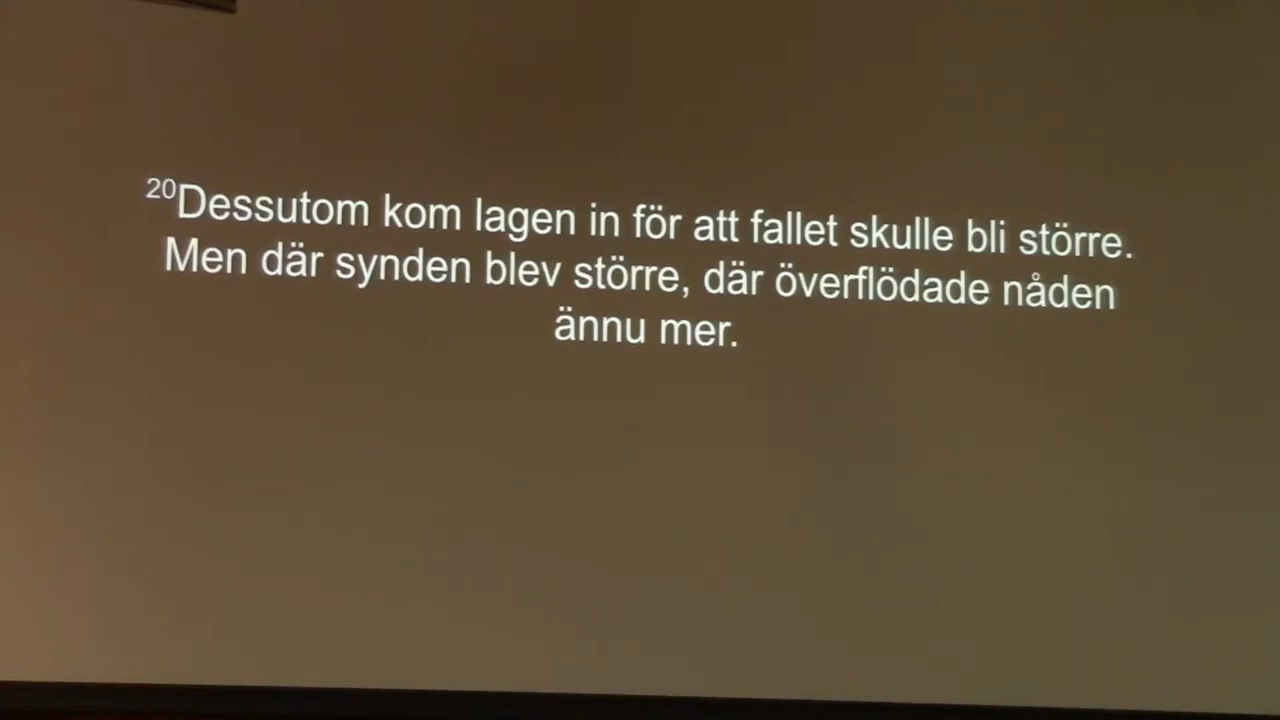 ²⁰Dessutom kom lagen in för att fallet skulle bli större.
Men där synden blev större, där överflödade nåden
ännu mer.